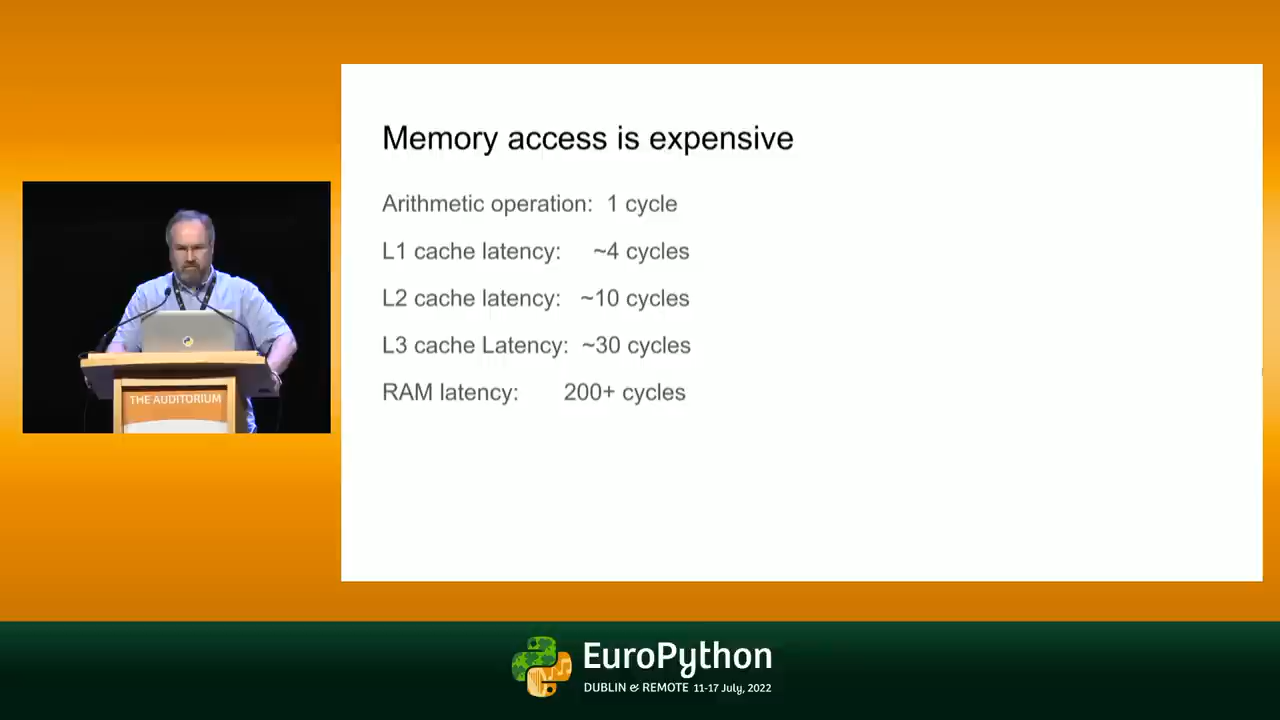 Memory access is expensive
Arithmetic operation: 1 cycle
L1 cache latency: ~4 cycles
L2 cache latency: ~10 cycles
L3 cache Latency: ~30 cycles
RAM latency: 200+ cycles
THE AUDITORIUM
EuroPython
DUBLIN & REMOTE 11-17 July, 2022